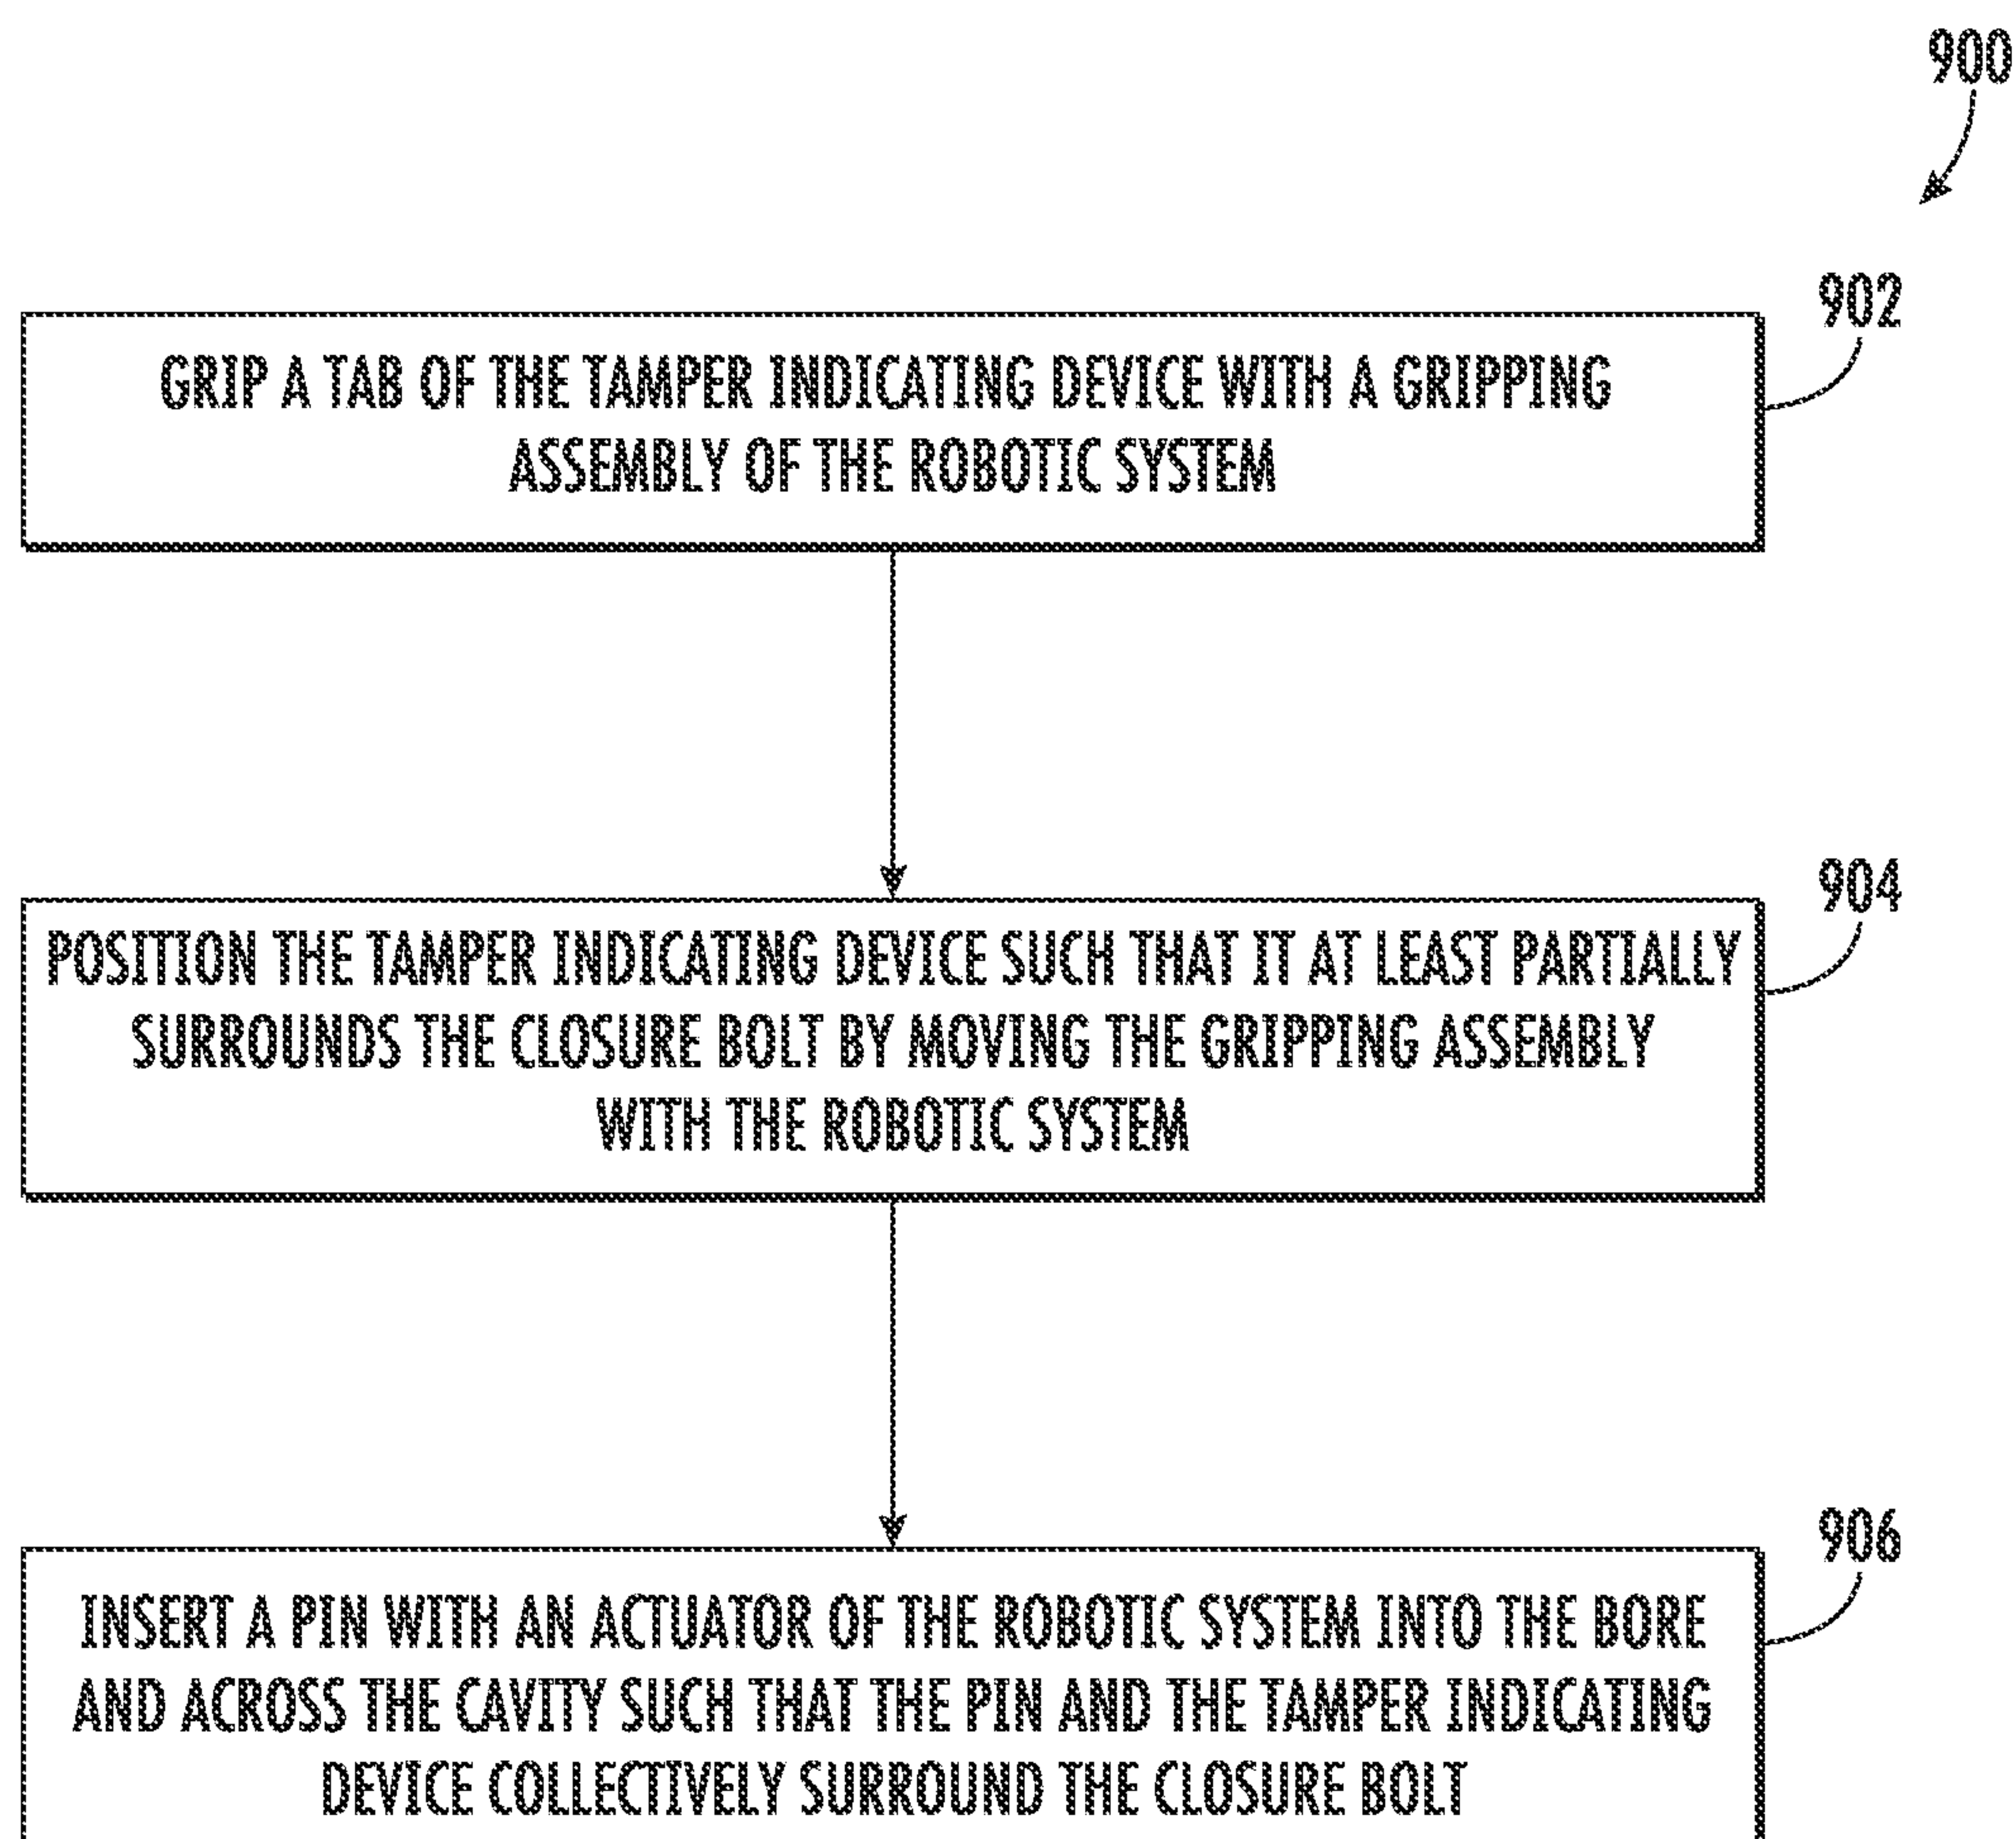 900
902
GRIP A TAB OF THE TAMPER INDICATING DEVICE WITH A GRIPPING
ASSEMBLY OF THE ROBOTIC SYSTEM
904
POSITION THE TAMPER INDICATING DEVICE SUCH THAT IT AT LEAST PARTIALLY
SURROUNDS THE CLOSURE BOLT BY MOVING THE GRIPPING ASSEMBLY
WITH THE ROBOTIC SYSTEM
906
INSERT A PIN WITH AN ACTUATOR OF THE ROBOTIC SYSTEM INTO THE BORE
AND ACROSS THE CAVITY SUCH THAT THE PIN AND THE TAMPER INDICATING
DEVICE COLLECTIVELY SURROUND THE CLOSURE BOLT